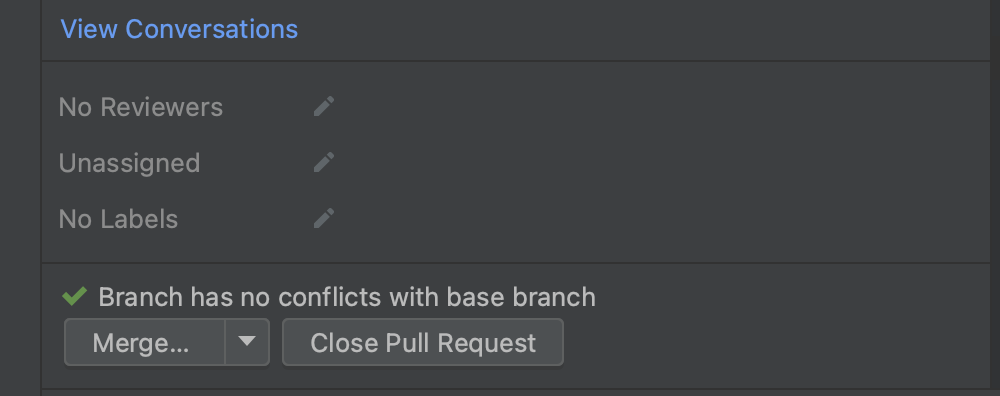 View Conversations
No Reviewers
Unassigned
No Labels
Branch has no conflicts with base branch
Merge...
Close Pull Request